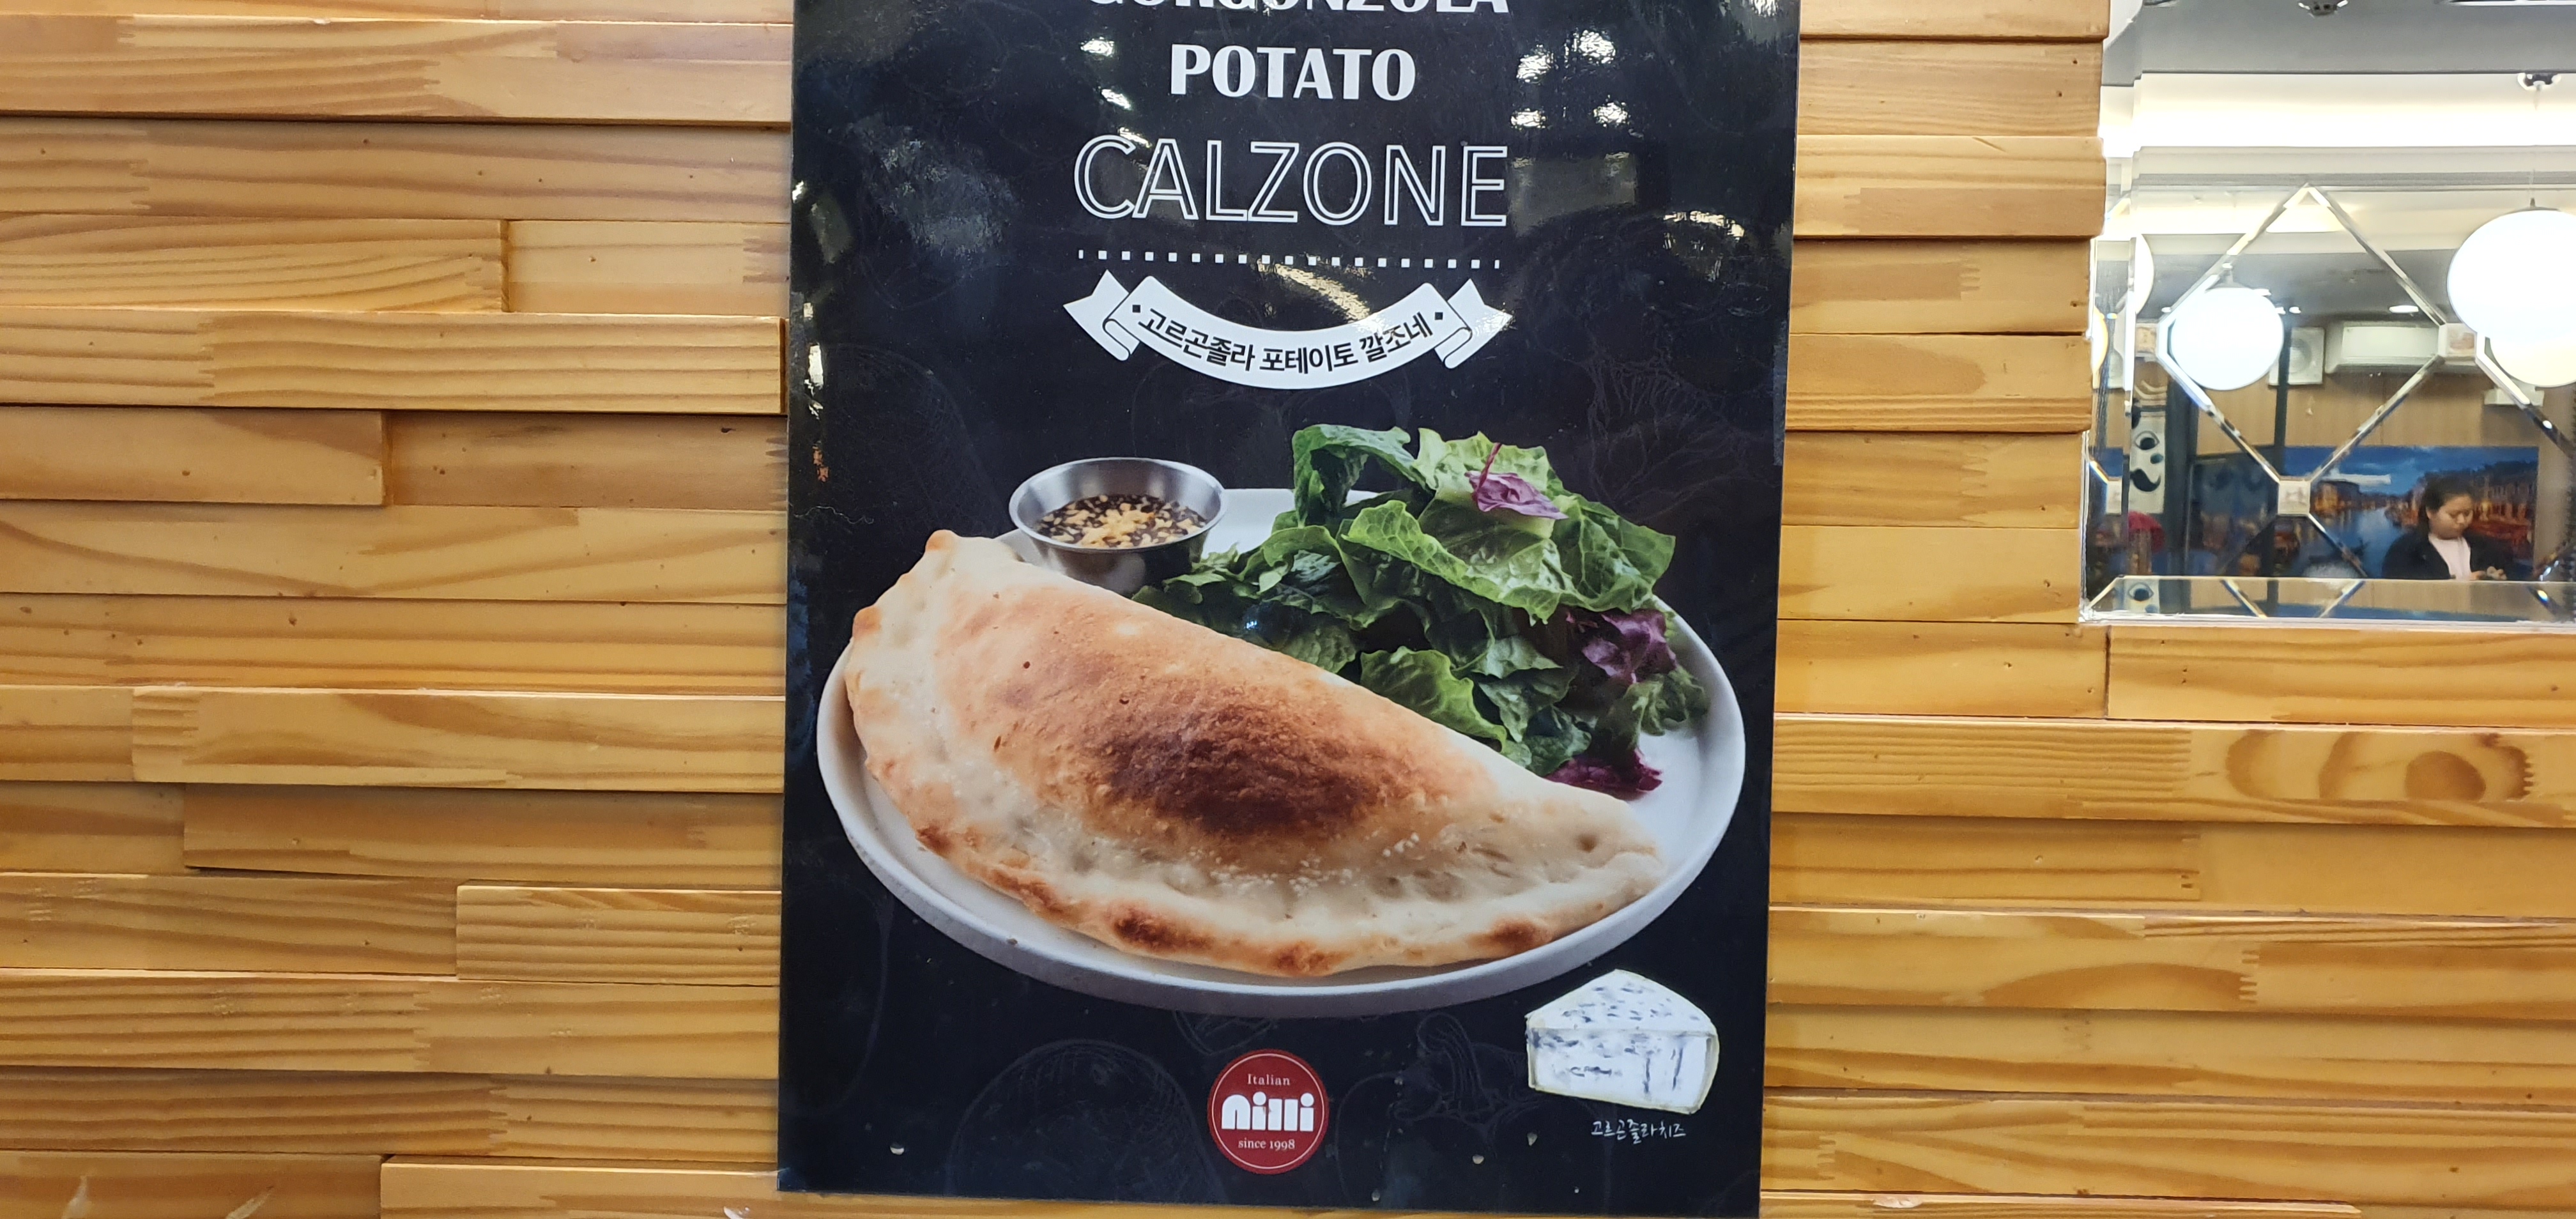 GORGONZOLA
POTATO
CALZONE
고르곤졸라 포테이토 깔조네
Italian
nilli
since 1998
고르곤졸라치즈